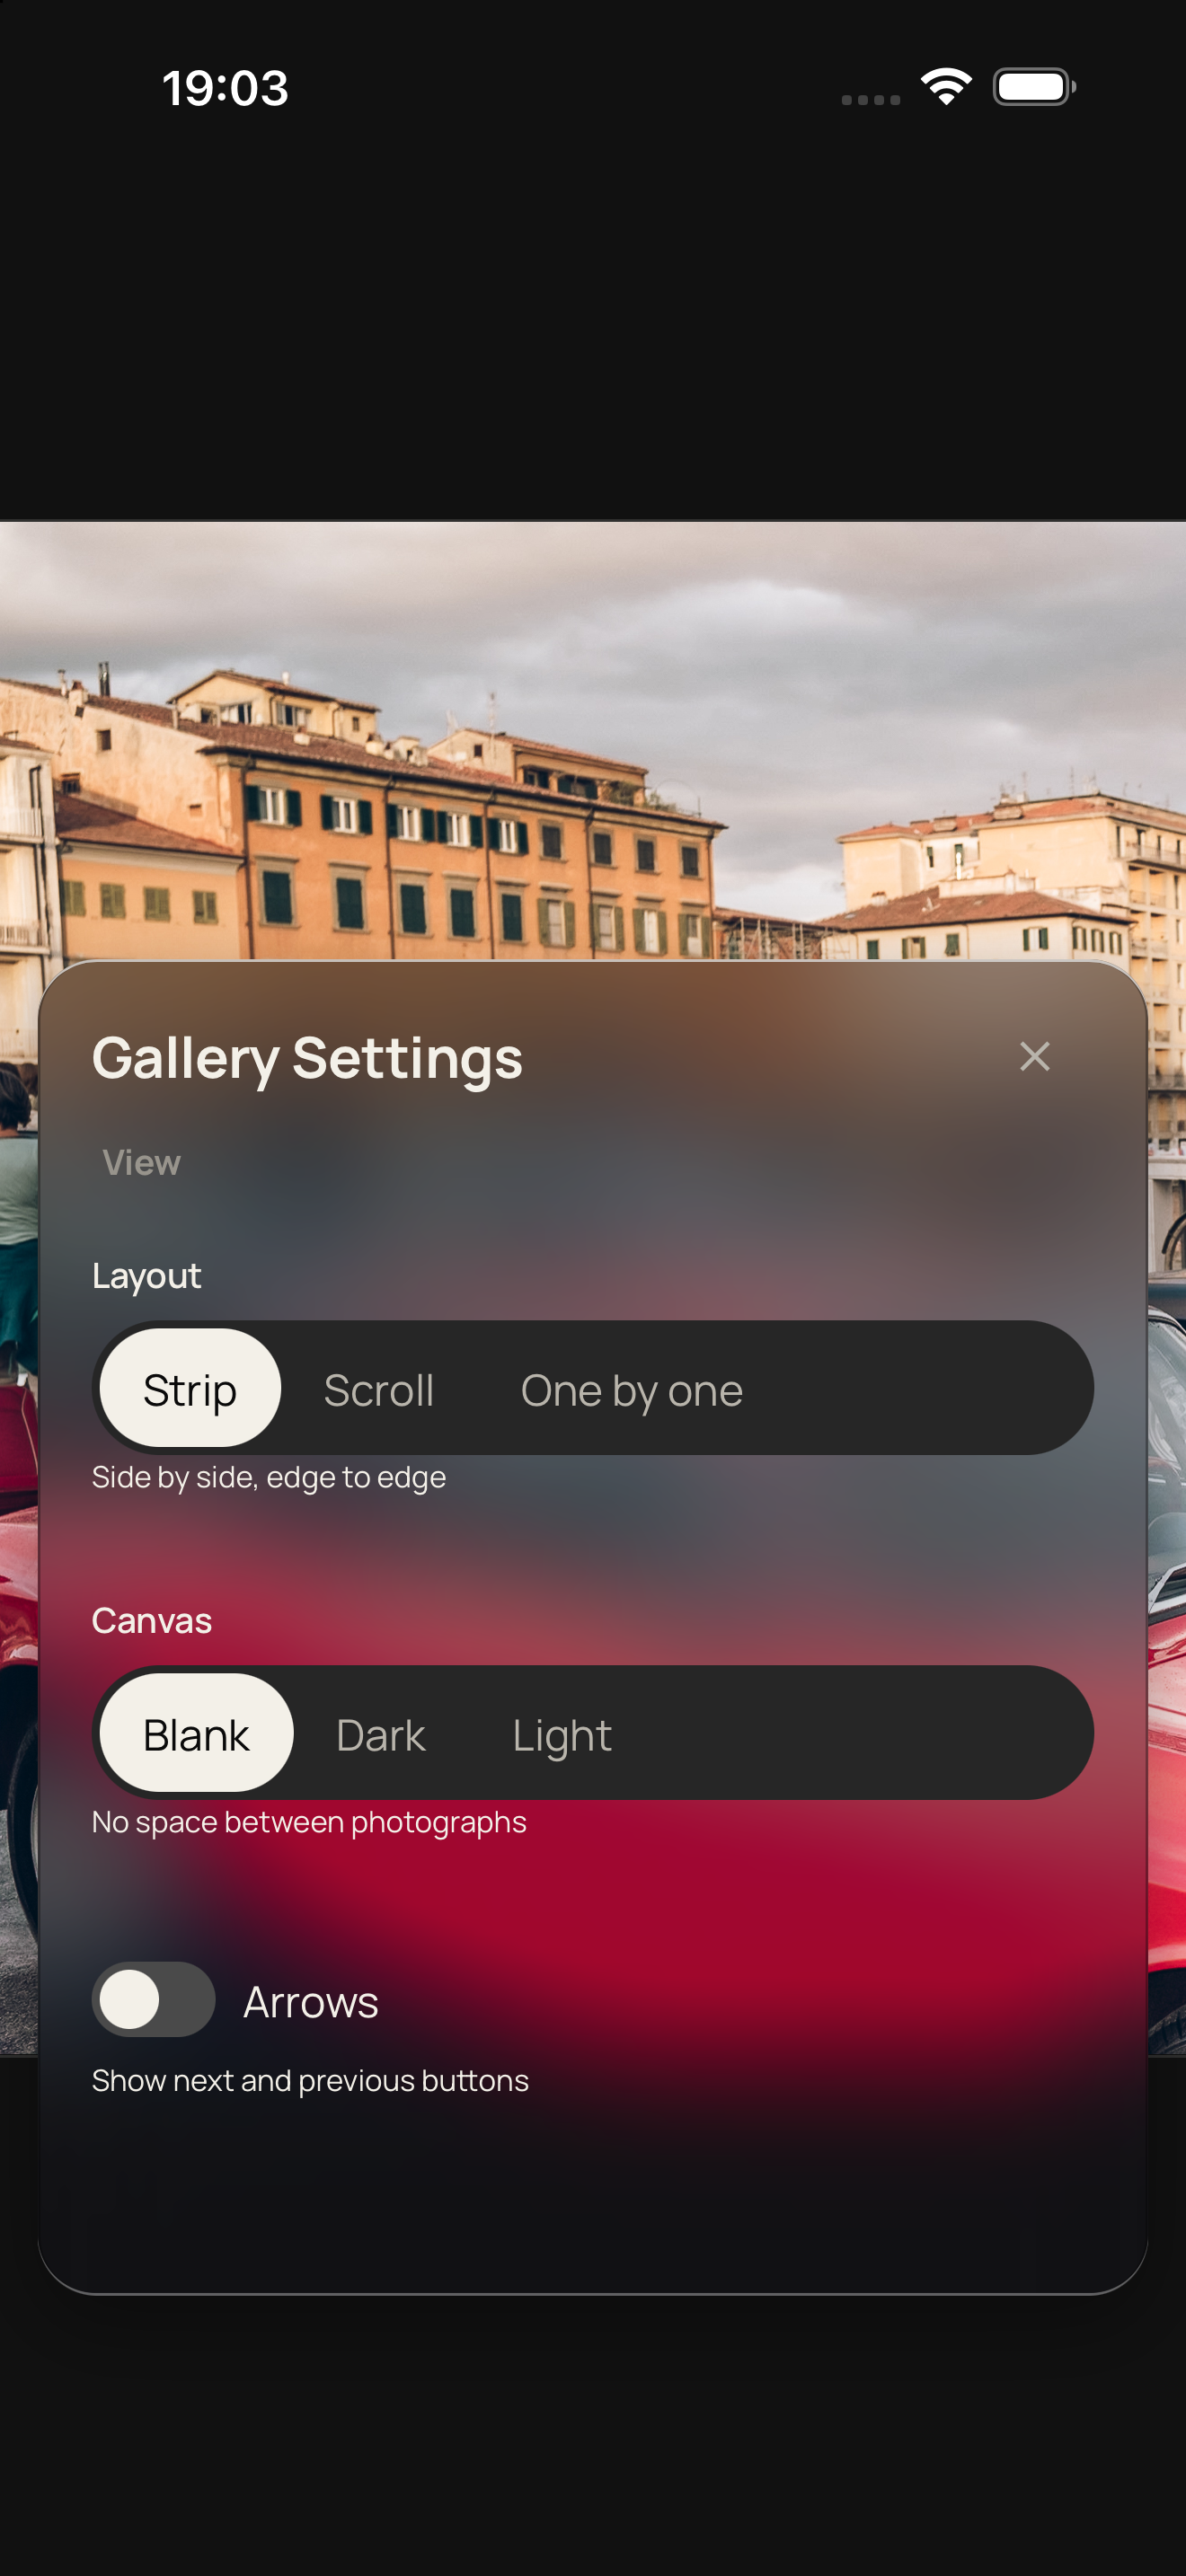 19:03
Gallery Settings
View
Layout
Strip Scroll One by one
Side by side, edge to edge
Canvas
Blank Dark Light
No space between photographs
Arrows
Show next and previous buttons